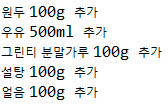 원두 100g 추가
우유 500ml 추가
그린티 분말가루 100g 추가
설탕 100g 추가
얼음 100g 추가